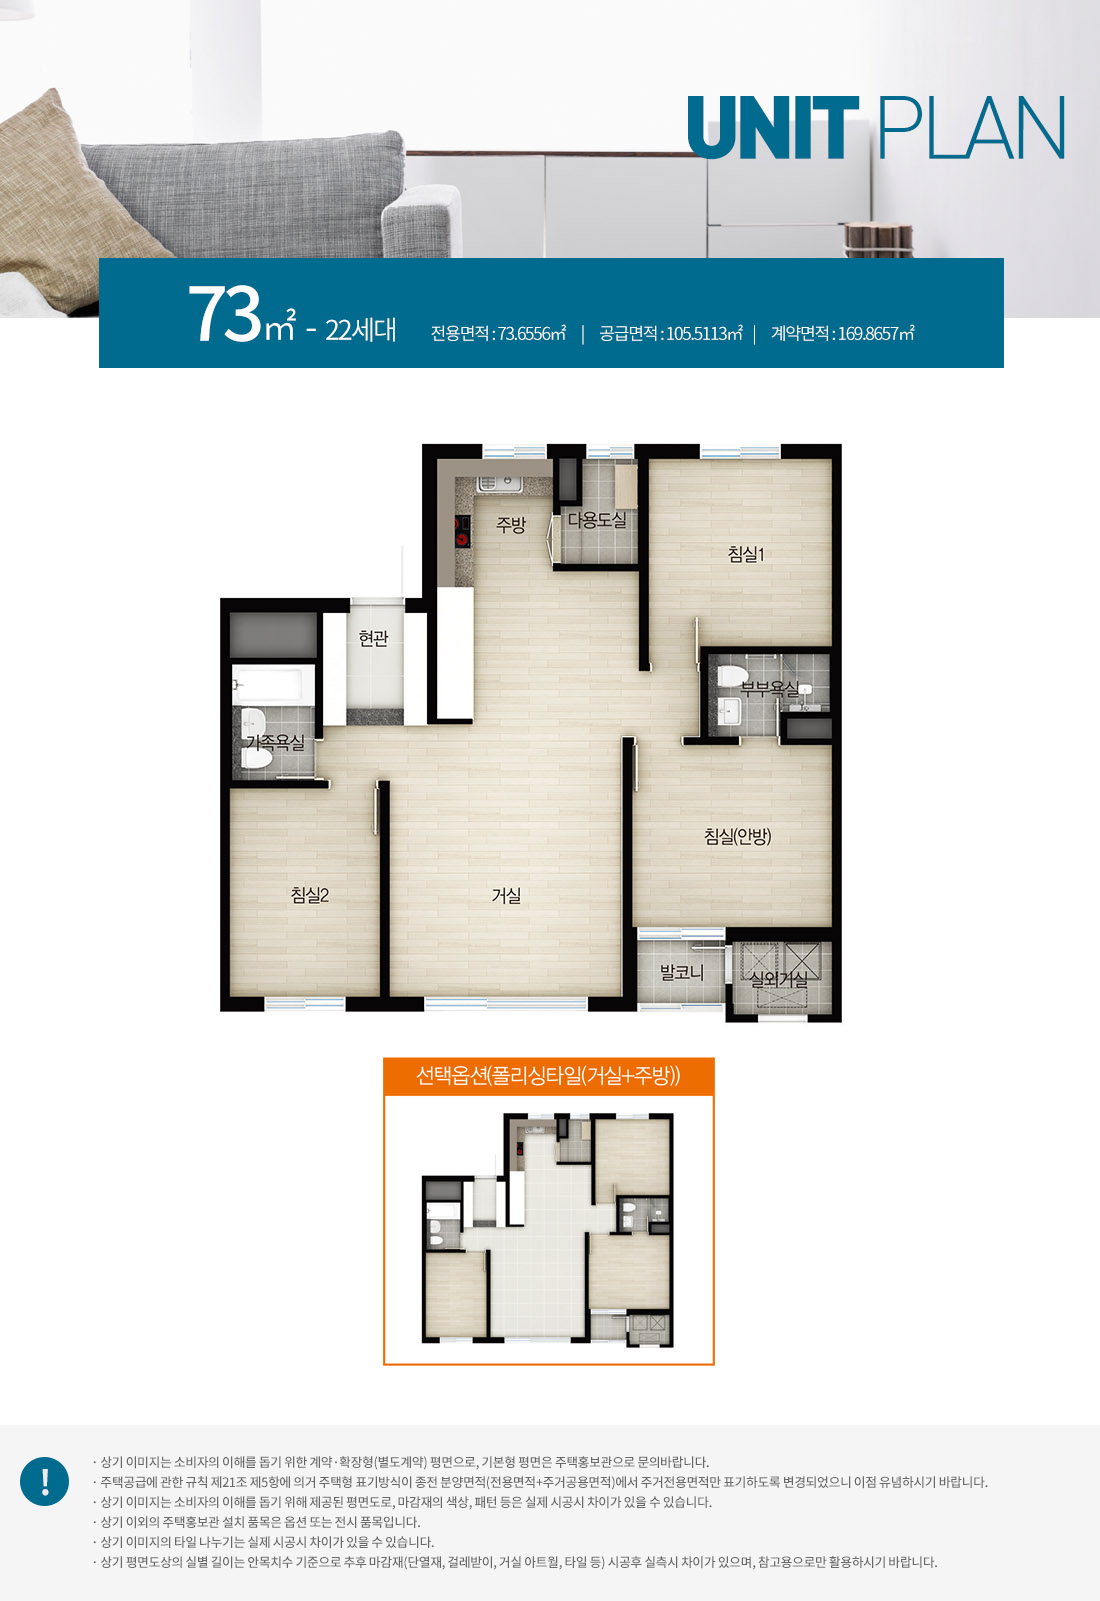 UNIT PLAN
73㎡ - 22세대
전용면적 : 73.6556㎡ | 공급면적 : 105.5113㎡ | 계약면적 : 169.8657㎡
주방
다용도실
침실1
현관
부부욕실
가족욕실
침실(안방)
침실2
거실
발코니
실외기실
선택옵션(폴리싱타일(거실+주방))
!
· 상기 이미지는 소비자의 이해를 돕기 위한 계약·확장형(별도계약) 평면으로, 기본형 평면은 주택홍보관으로 문의바랍니다.
· 주택공급에 관한 규칙 제21조 제5항에 의거 주택형 표기방식이 종전 분양면적(전용면적+주거공용면적)에서 주거전용면적만 표기하도록 변경되었으니 이점 유념하시기 바랍니다.
· 상기 이미지는 소비자의 이해를 돕기 위해 제공된 평면도로, 마감재의 색상, 패턴 등은 실제 시공시 차이가 있을 수 있습니다.
· 상기 이외의 주택홍보관 설치 품목은 옵션 또는 전시 품목입니다.
· 상기 이미지의 타일 나누기는 실제 시공시 차이가 있을 수 있습니다.
· 상기 평면도상의 실별 길이는 안목치수 기준으로 추후 마감재(단열재, 걸레받이, 거실 아트월, 타일 등) 시공후 실측시 차이가 있으며, 참고용으로만 활용하시기 바랍니다.